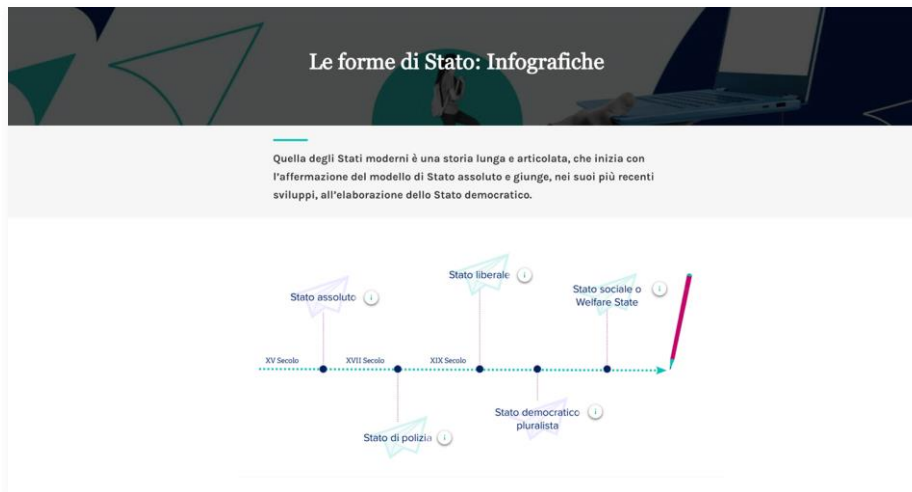 Le forme di Stato: Infografiche
Quella degli Stati moderni è una storia lunga e articolata, che inizia con
l'affermazione del modello di Stato assoluto e giunge, nei suoi più recenti
sviluppi, all'elaborazione dello Stato democratico.
Stato liberale i
Stato assoluto i
Stato sociale o i
Welfare State
XV Secolo XVII Secolo XIX Secolo
Stato democratico i
pluralista
Stato di polizia i